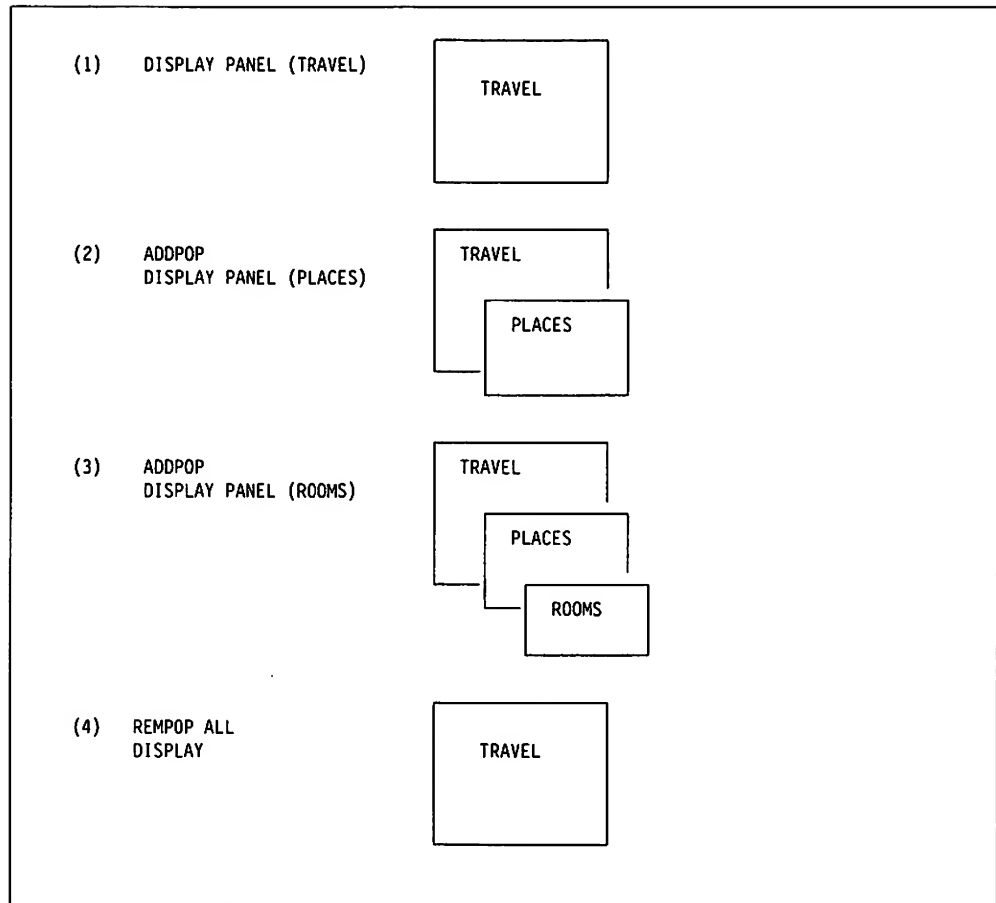 (1) DISPLAY PANEL (TRAVEL)
TRAVEL
(2) ADDPOP
DISPLAY PANEL (PLACES)
TRAVEL
PLACES
(3) ADDPOP
DISPLAY PANEL (ROOMS)
TRAVEL
PLACES
ROOMS
(4) REMPOP ALL
DISPLAY
TRAVEL